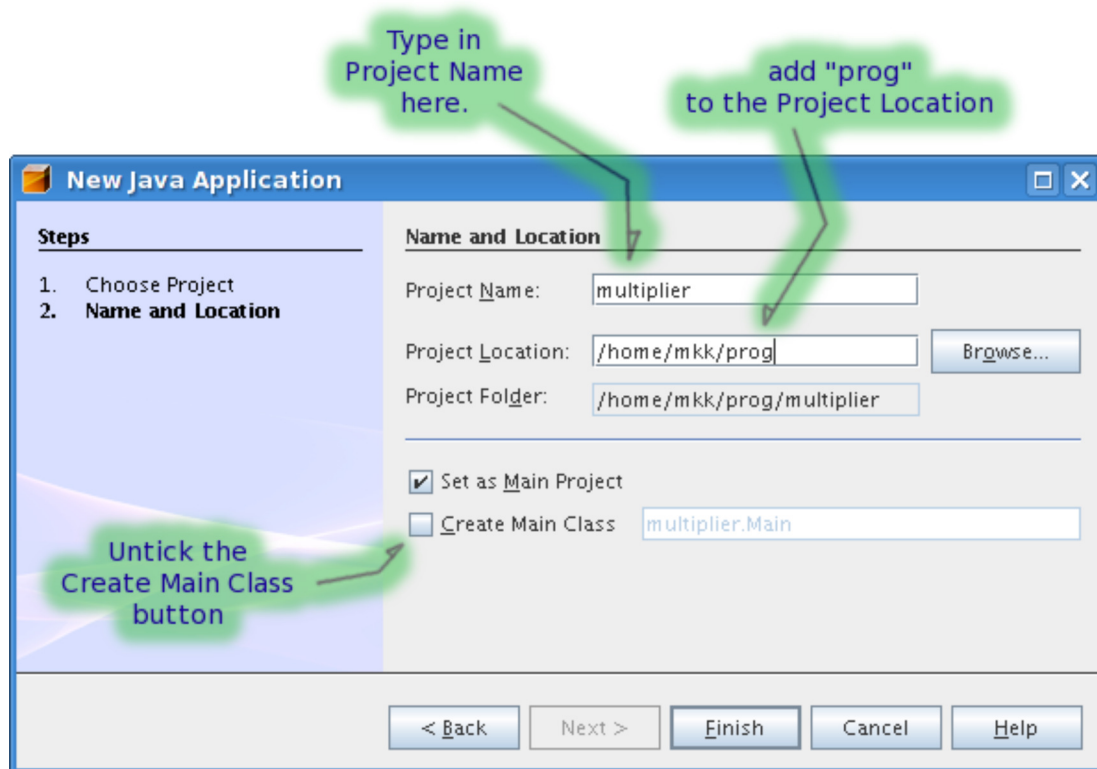 Type in
Project Name
here.
add "prog"
to the Project Location
New Java Application
Steps
1. Choose Project
2. Name and Location
Name and Location
Project Name: multiplier
Project Location: /home/mkk/prog Browse...
Project Folder: /home/mkk/prog/multiplier
Set as Main Project
Create Main Class multiplier.Main
Untick the
Create Main Class
button
< Back Next > Finish Cancel Help